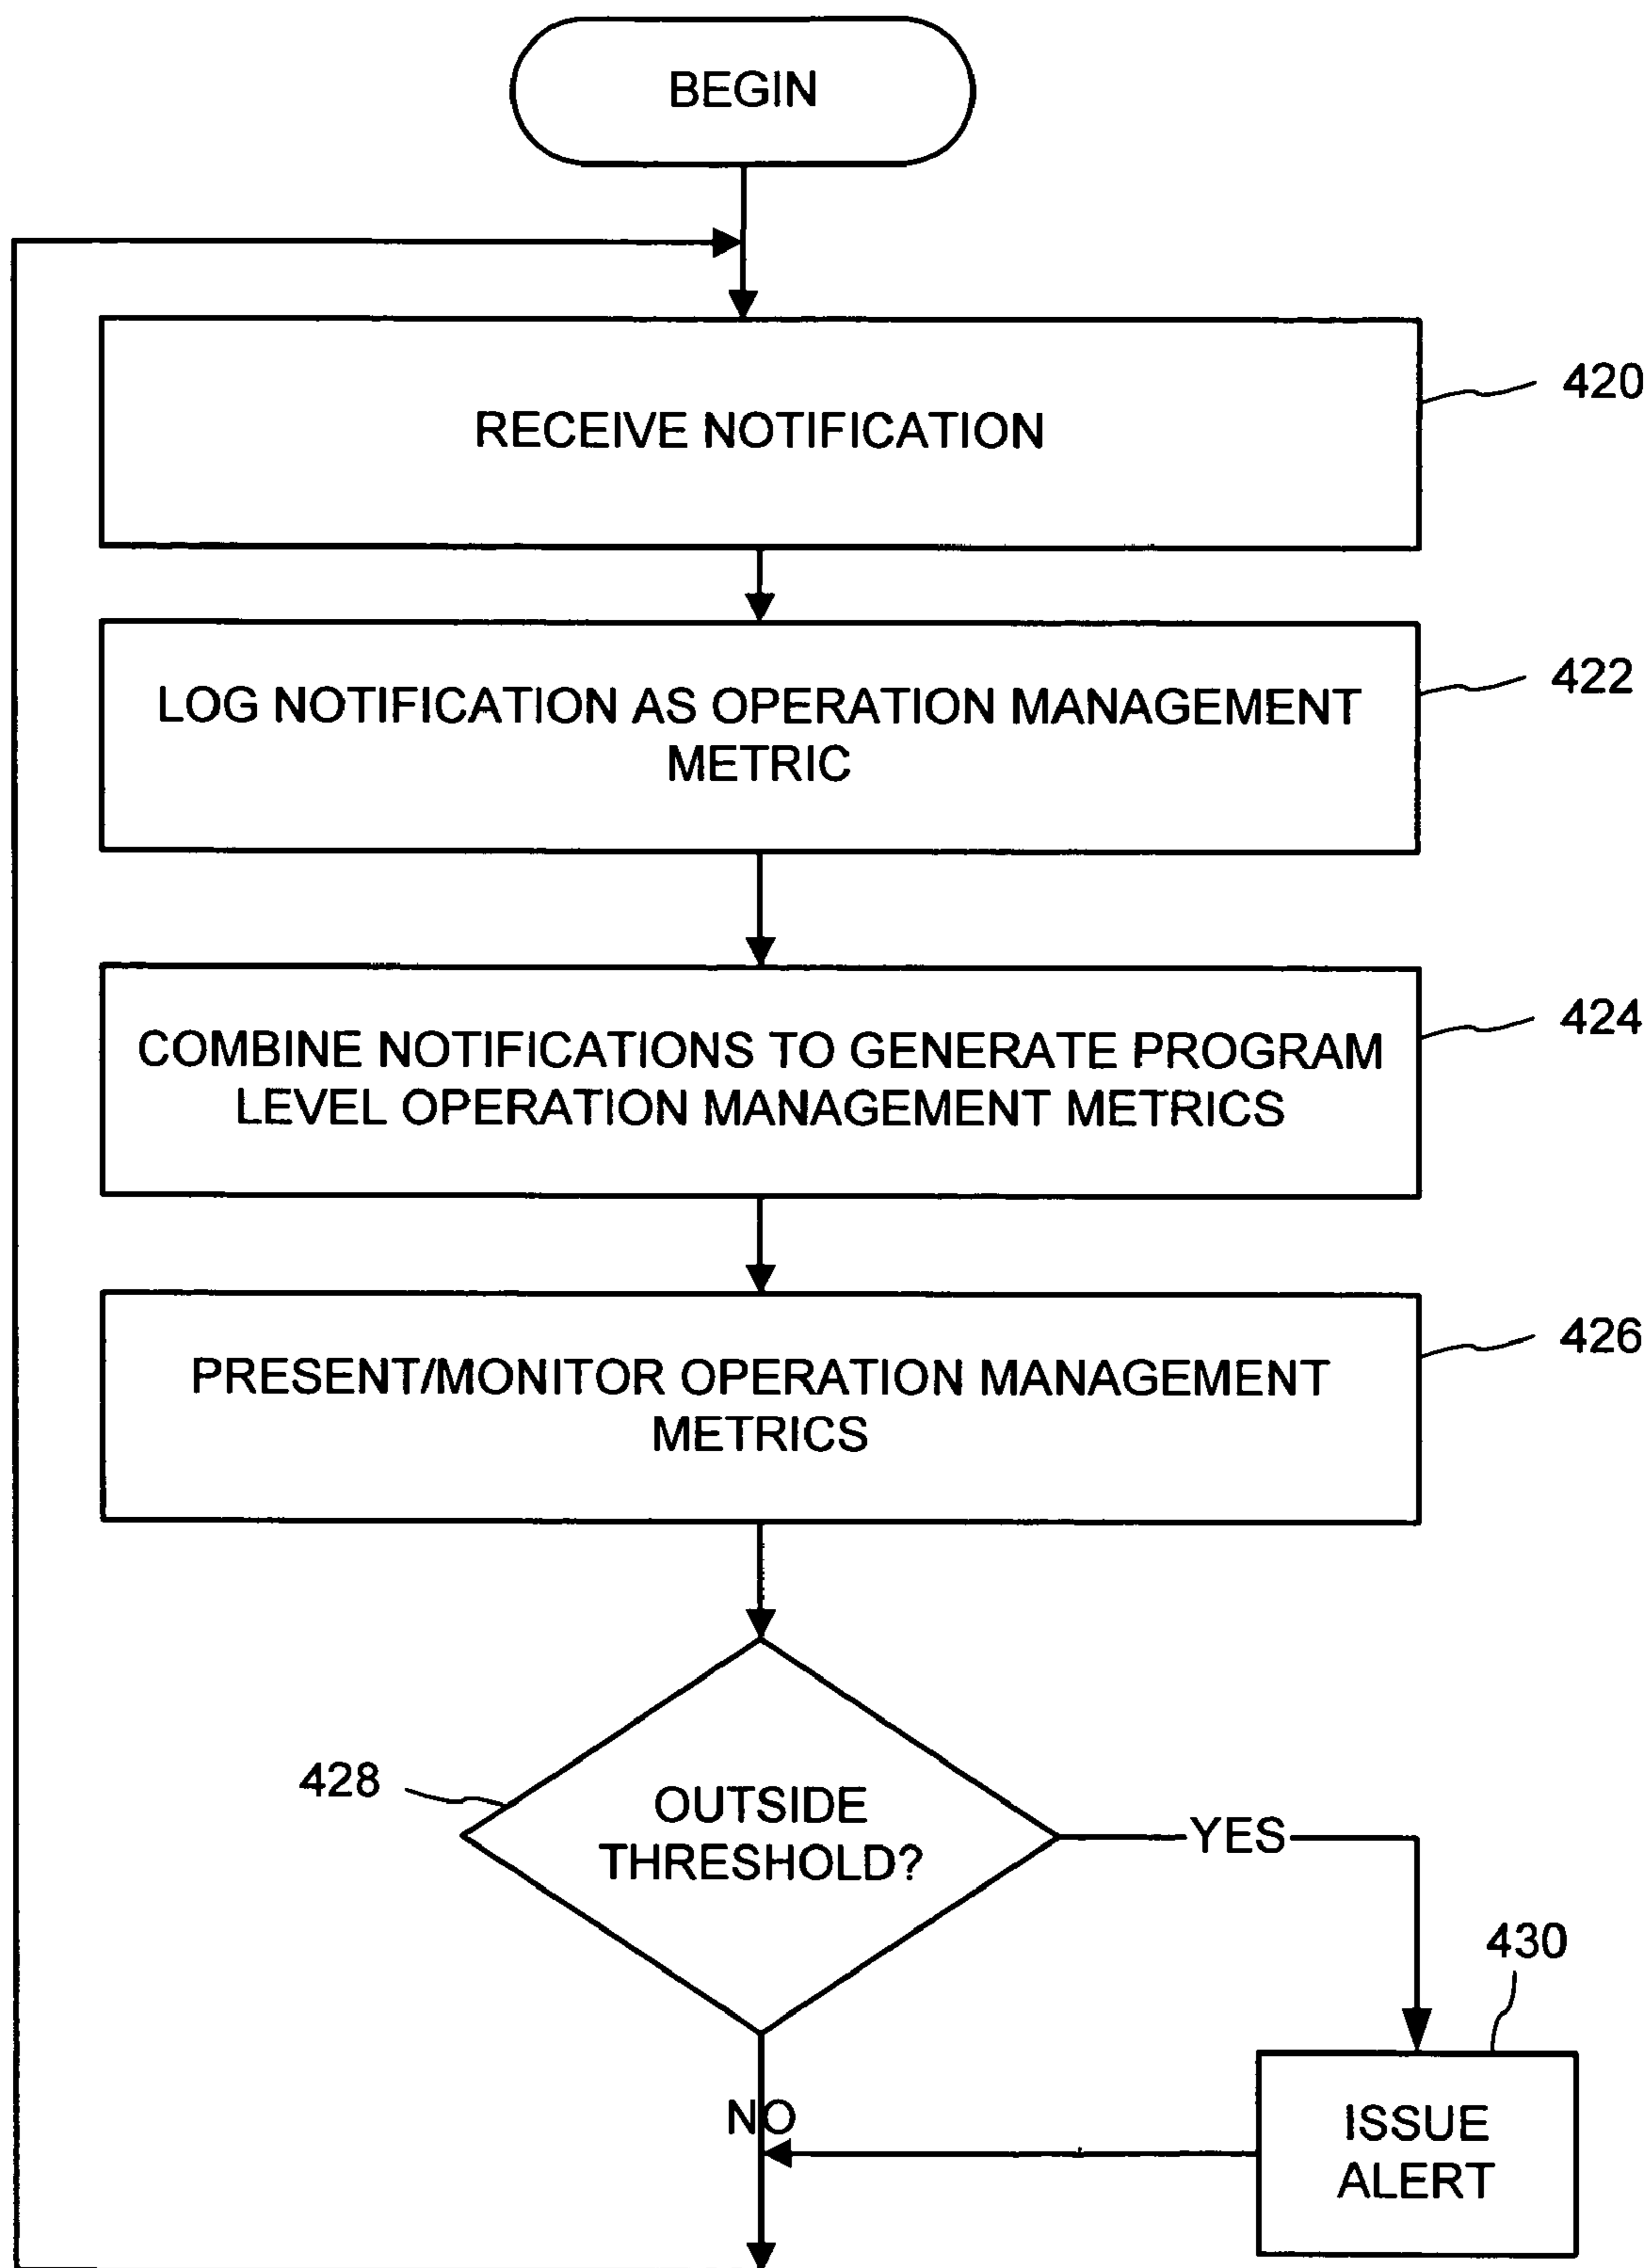 BEGIN
RECEIVE NOTIFICATION
420
LOG NOTIFICATION AS OPERATION MANAGEMENT
METRIC
422
COMBINE NOTIFICATIONS TO GENERATE PROGRAM
LEVEL OPERATION MANAGEMENT METRICS
424
PRESENT/MONITOR OPERATION MANAGEMENT
METRICS
426
428
OUTSIDE
THRESHOLD?
YES
430
NO
ISSUE
ALERT